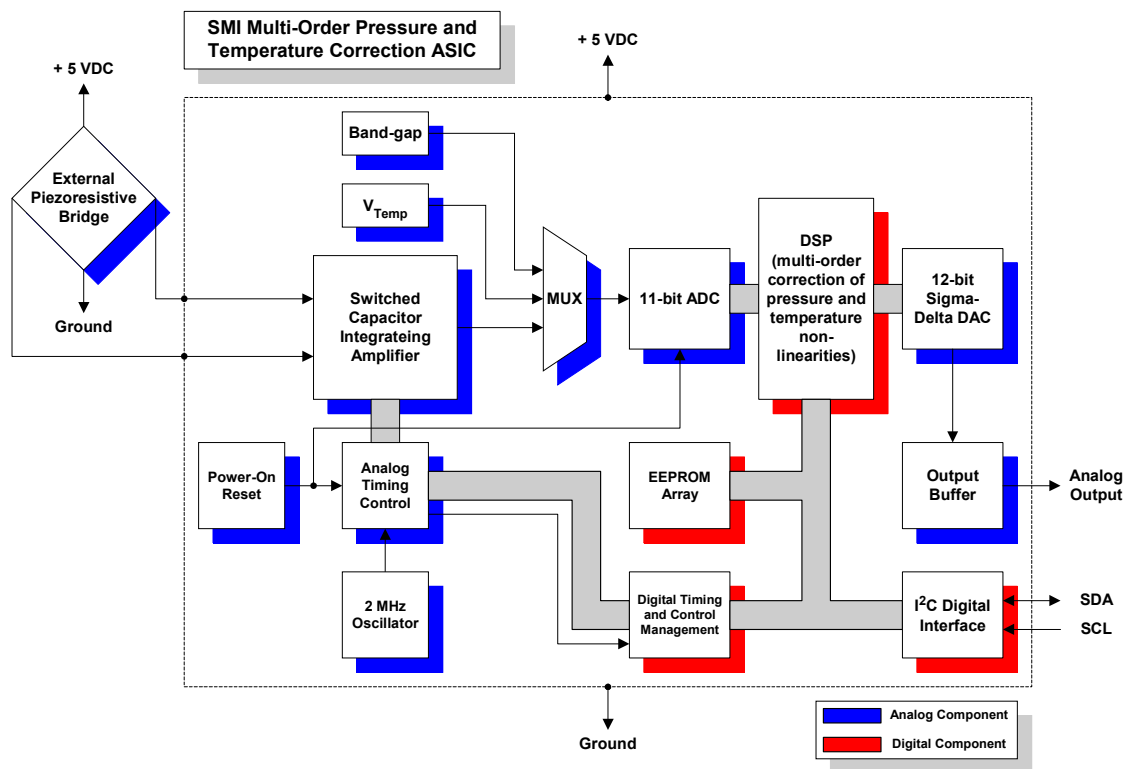 SMI Multi-Order Pressure and
Temperature Correction ASIC
+ 5 VDC
+ 5 VDC
External
Piezoresistive
Bridge
Ground
Band-gap
VTemp
Switched
Capacitor
Integrateing
Amplifier
MUX
11-bit ADC
DSP
(multi-order
correction of
pressure and
temperature
non-
linearities)
12-bit
Sigma-
Delta DAC
Power-On
Reset
Analog
Timing
Control
EEPROM
Array
Output
Buffer
Analog
Output
2 MHz
Oscillator
Digital Timing
and Control
Management
I2C Digital
Interface
SDA
SCL
Ground
Analog Component
Digital Component